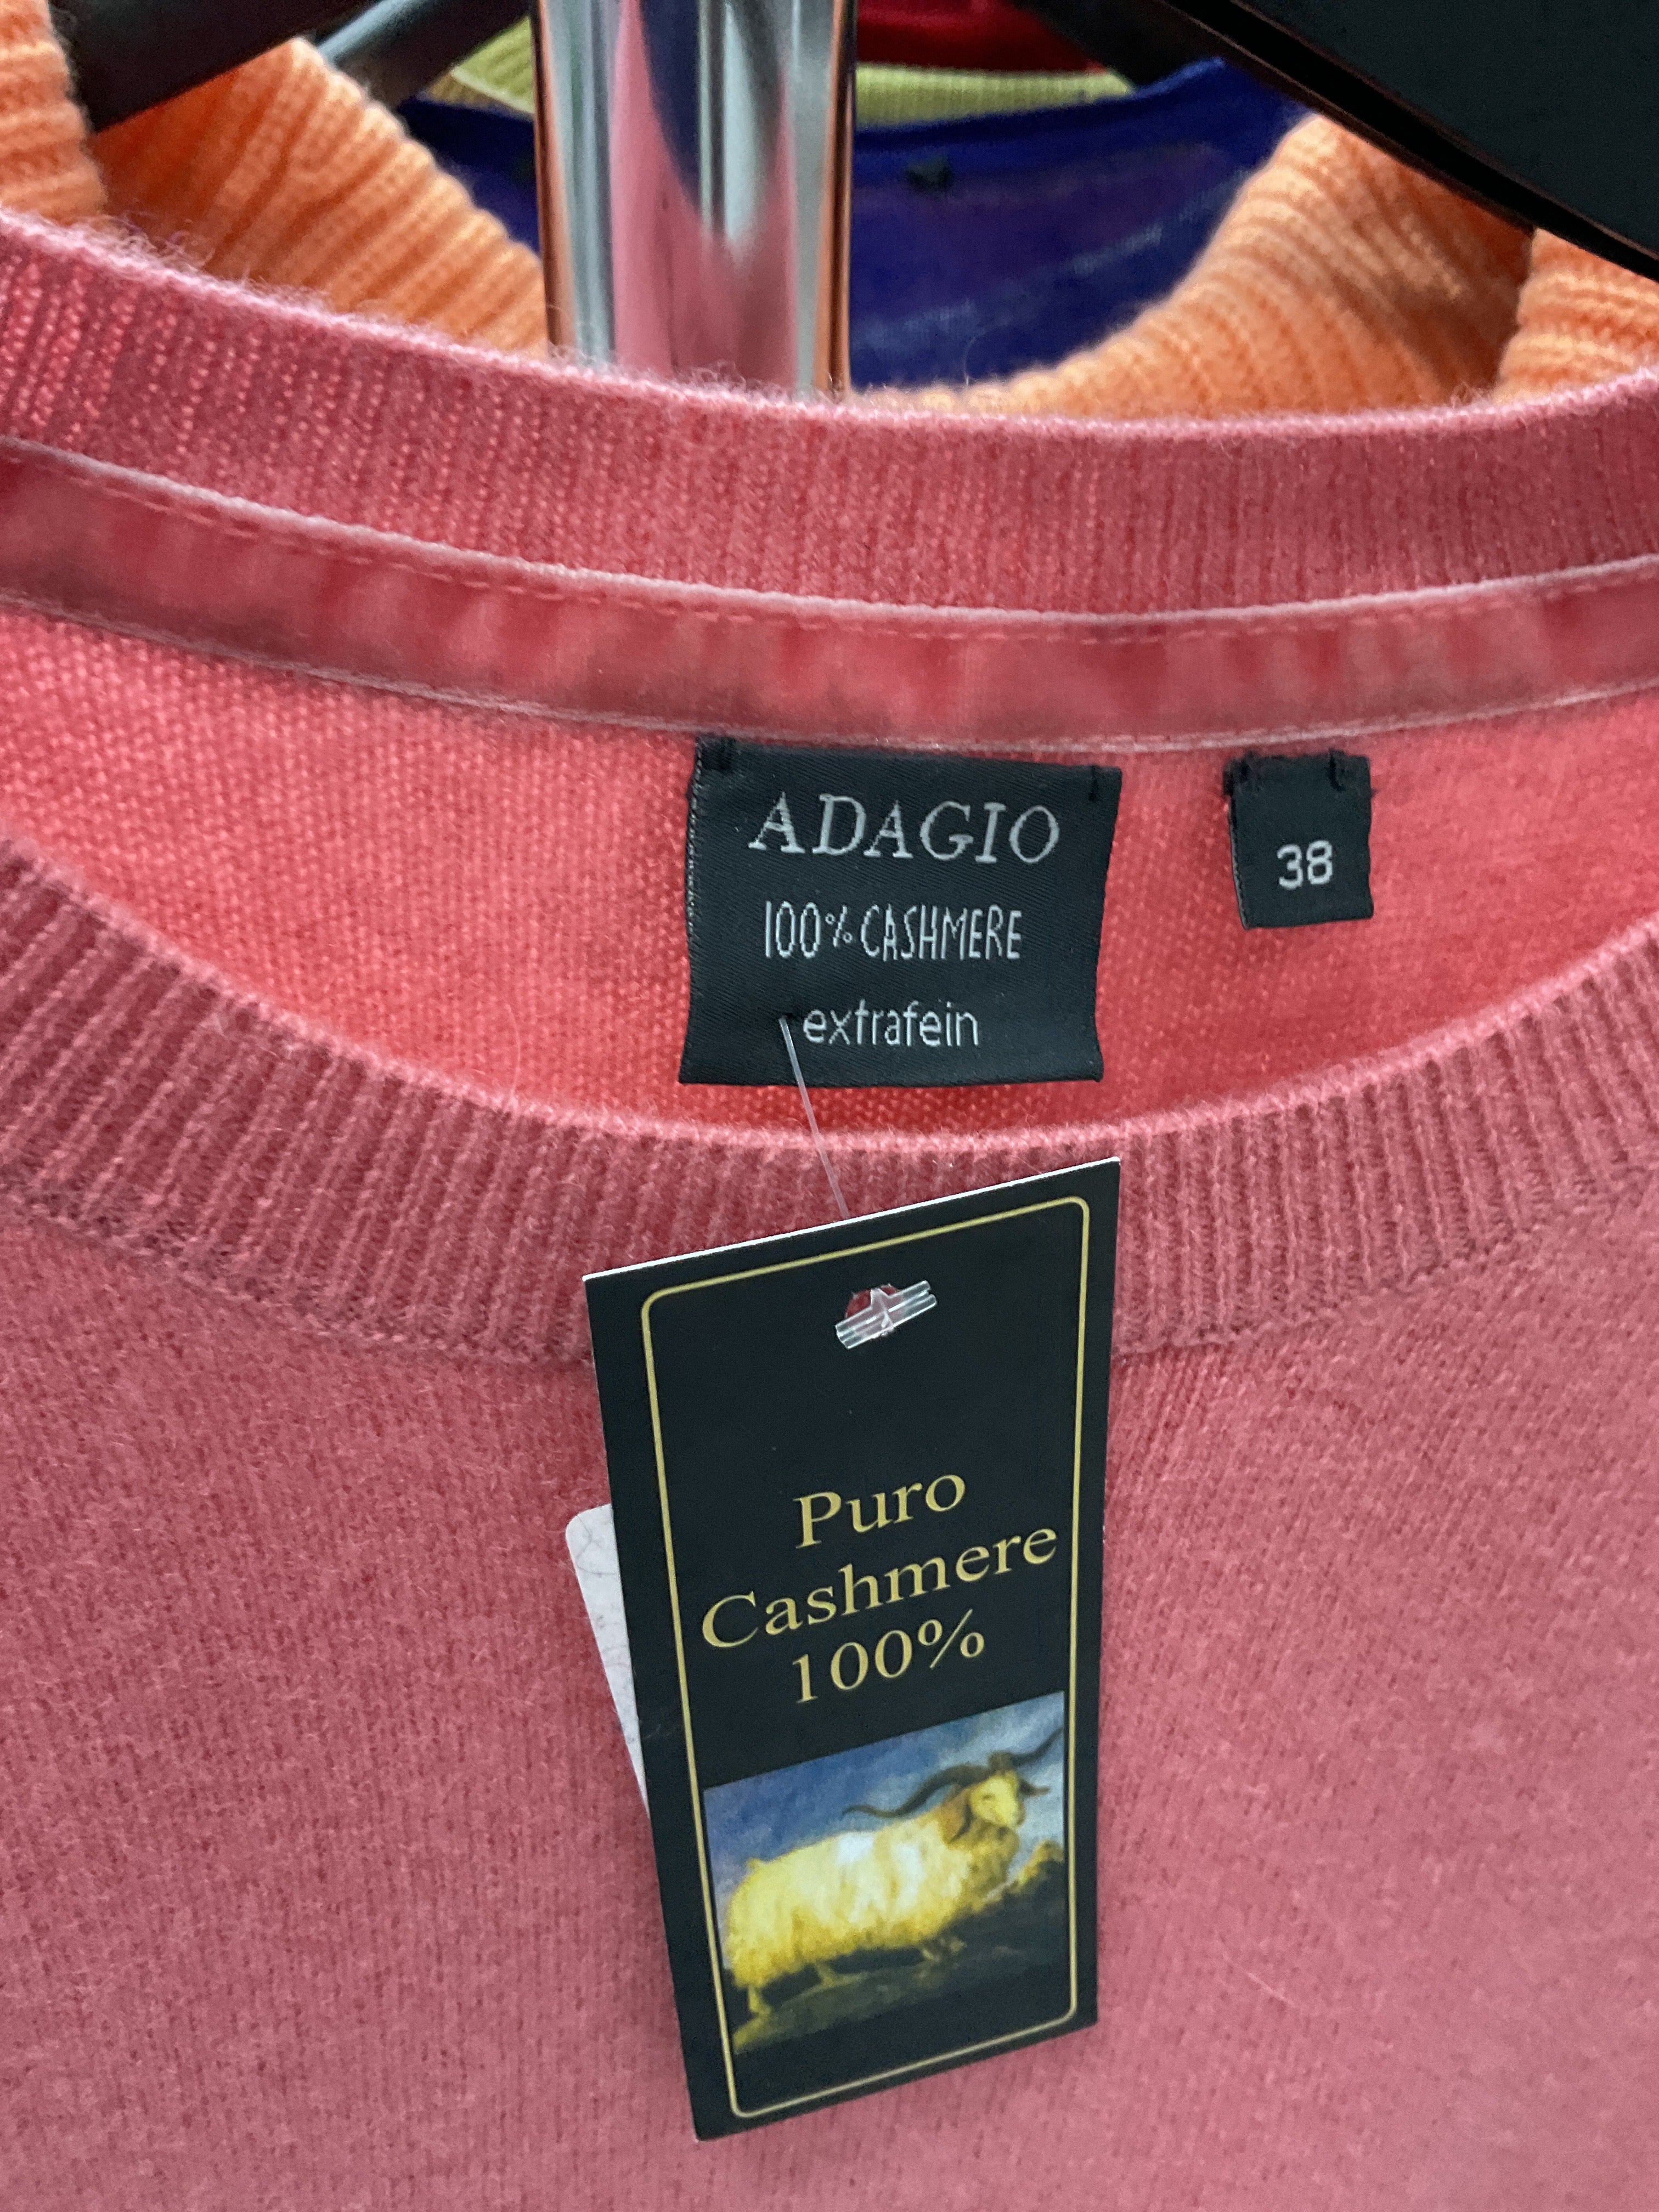 ADAGIO
100% CASHMERE
extrafein
38
Puro
Cashmere
100%